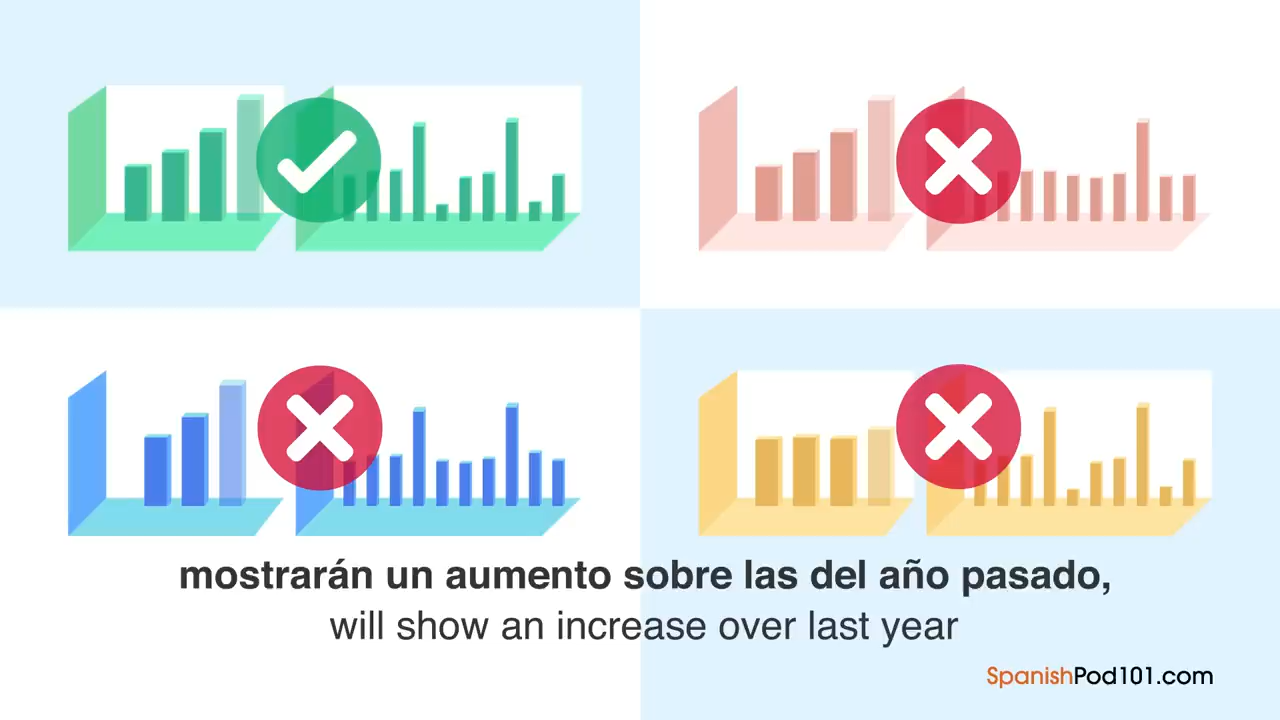 mostrarán un aumento sobre las del año pasado,
will show an increase over last year
SpanishPod101.com